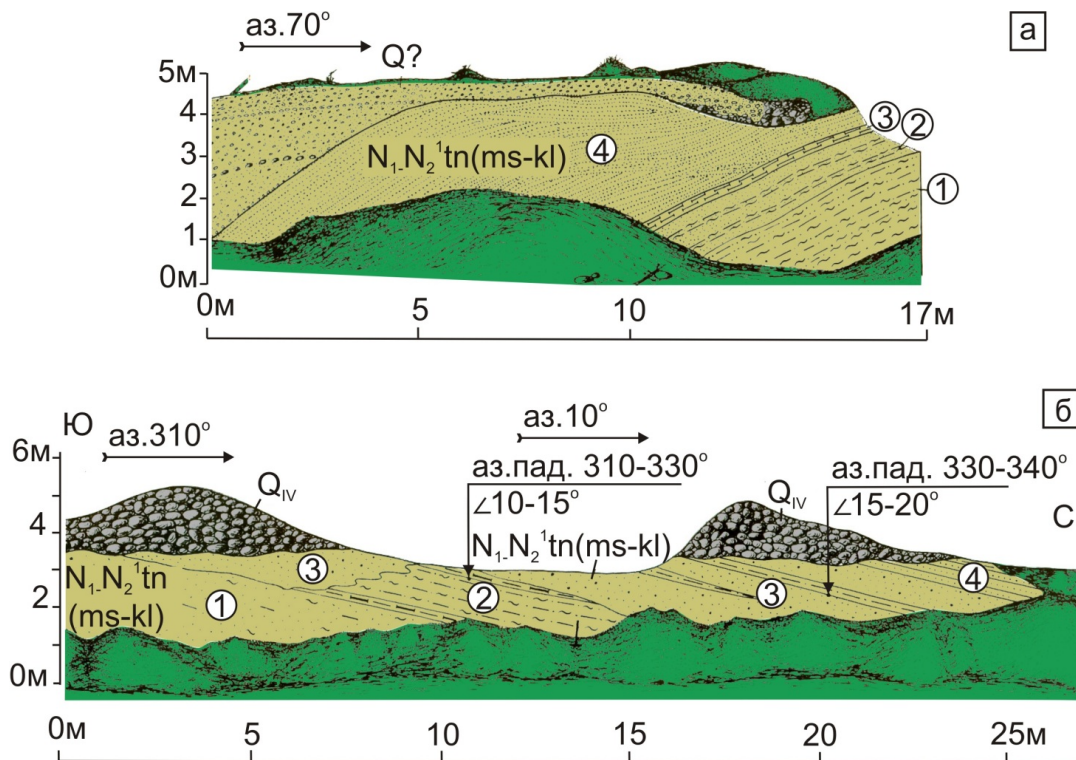 аз.70°
а
Q?
5м
4
3
2
1
0м
N₁-N₂¹tn(ms-kl)
④
③
②
①
0м 5 10 17м
б
Ю
аз.310°
аз.10°
6м
4
2
0м
Q_IV
аз.пад. 310-330°
∠10-15°
N₁-N₂¹tn(ms-kl)
Q_IV
аз.пад. 330-340°
∠15-20°
С
N₁-N₂¹tn
(ms-kl)
③
①
②
③
④
0м 5 10 15 20 25м